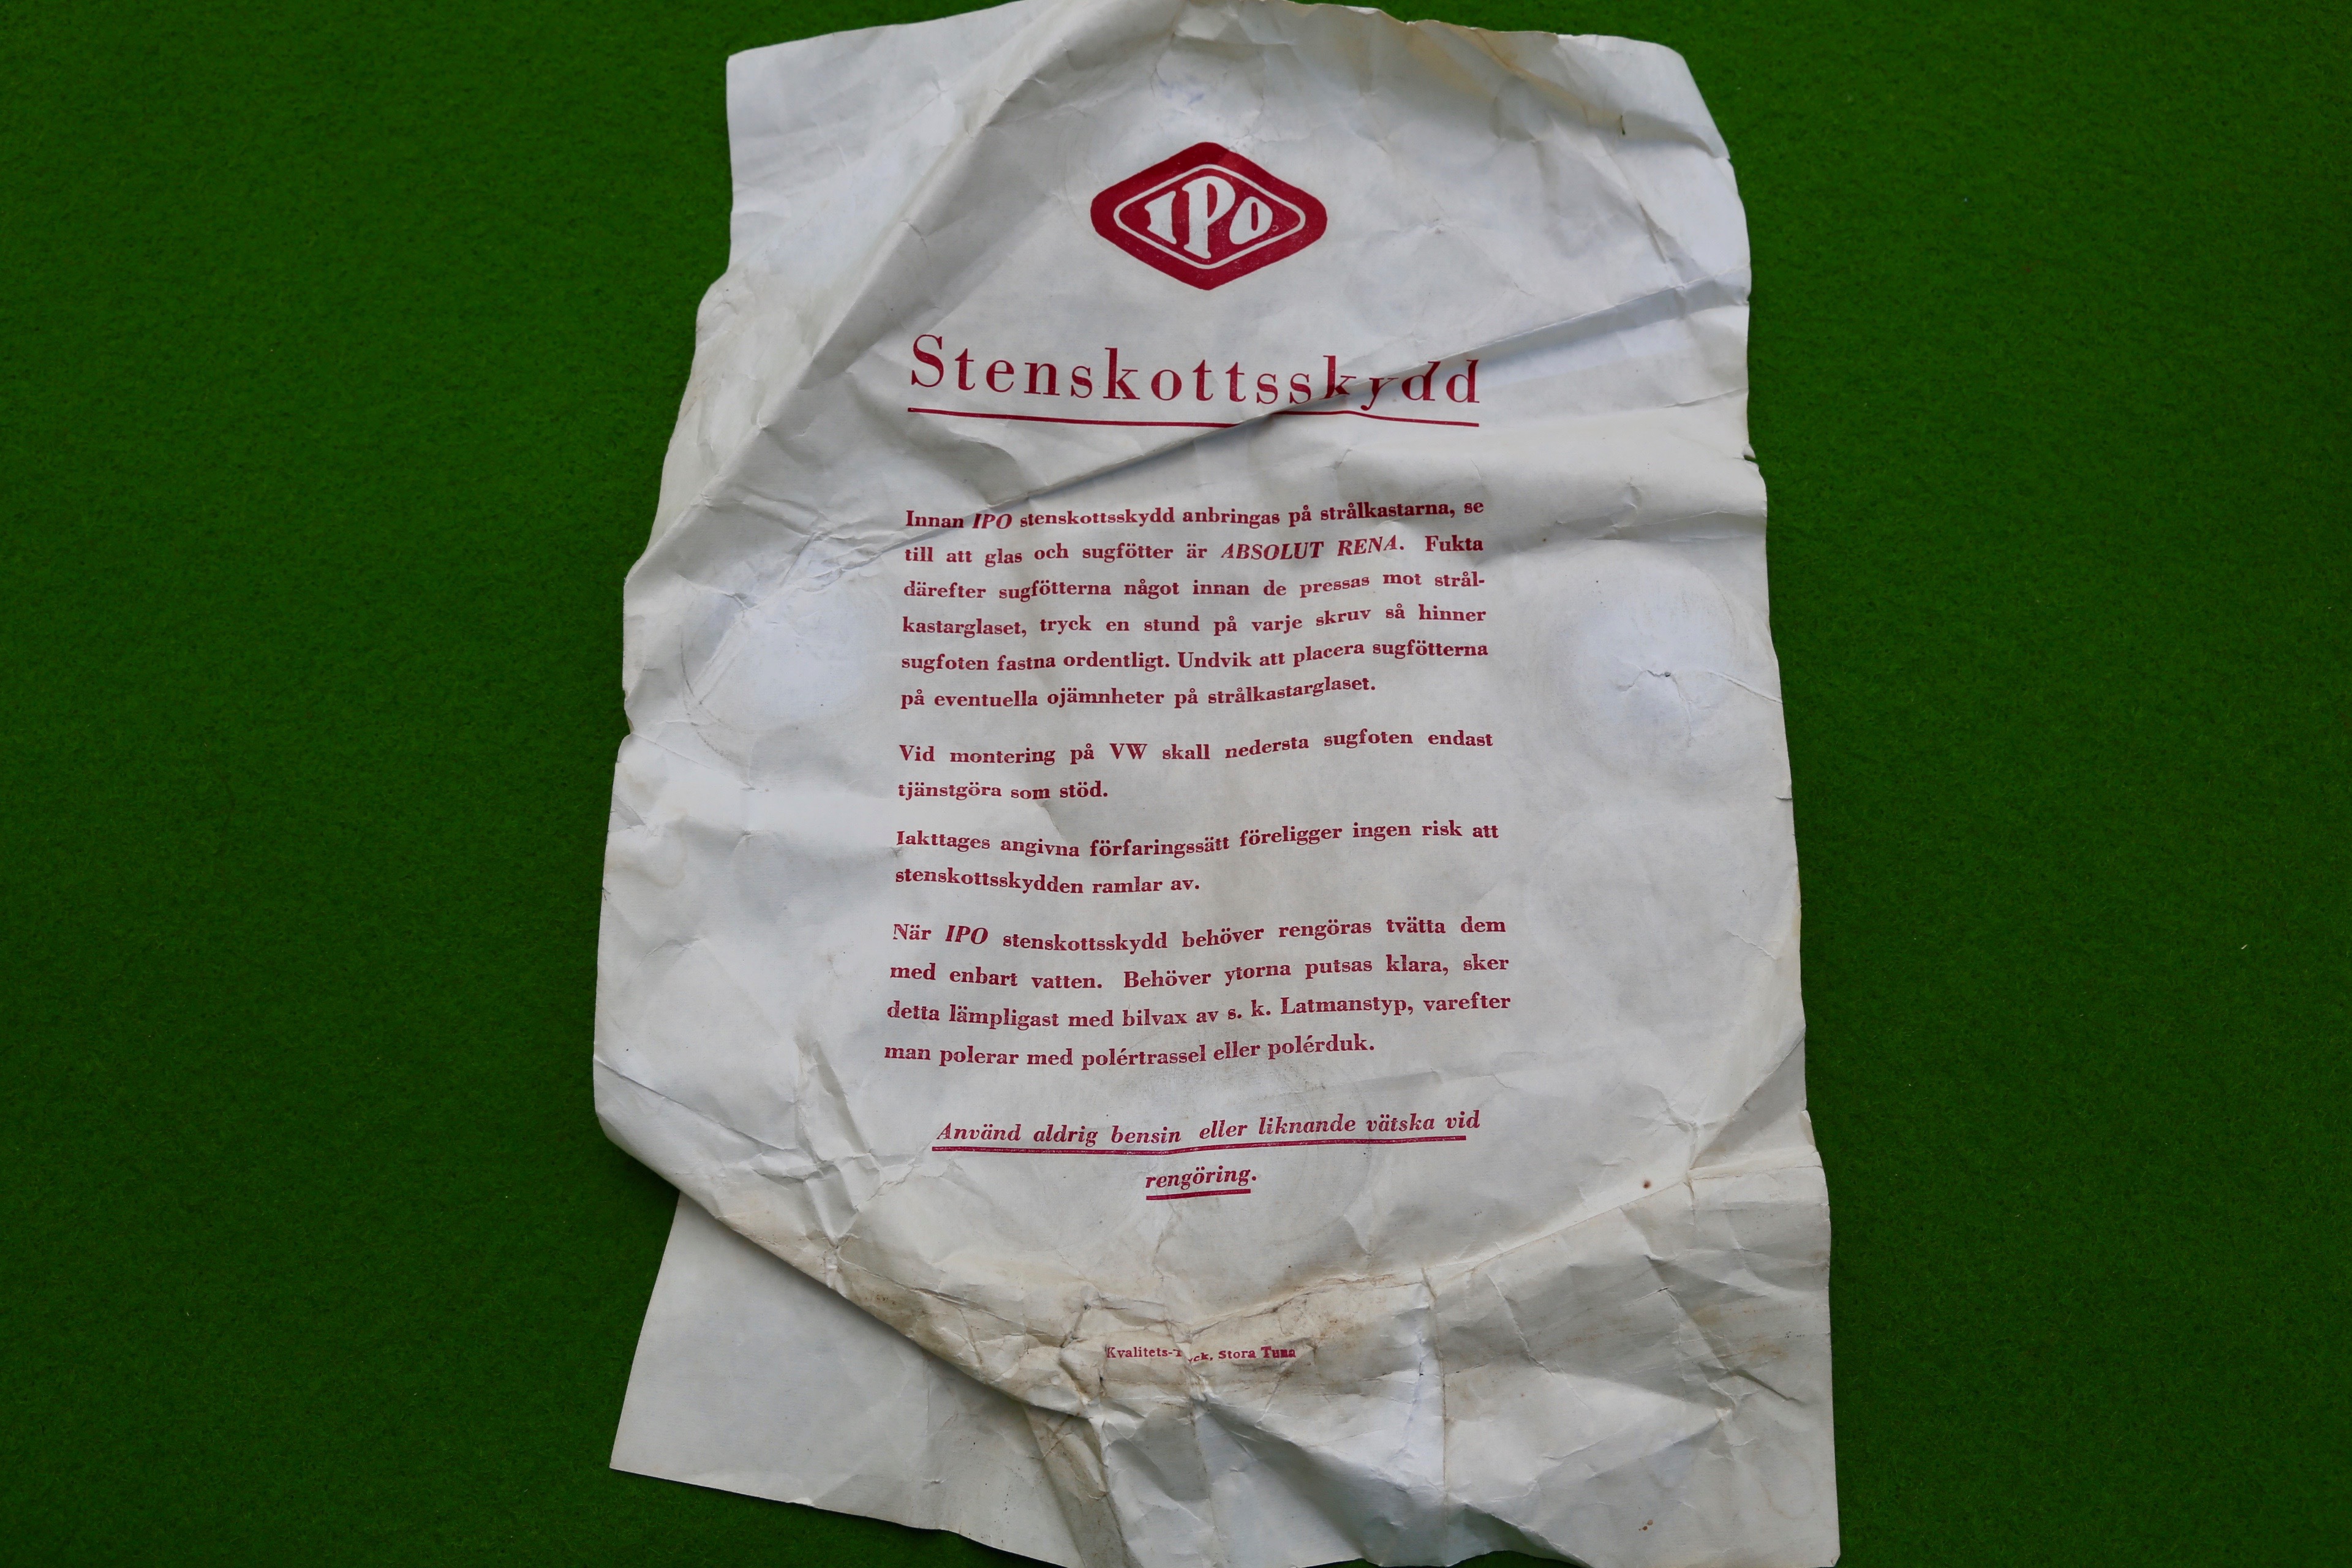 IPO
Stenskottsskydd
Innan IPO stenskottsskydd anbringas på strålkastarna, se
till att glas och sugfötter är ABSOLUT RENA. Fukta
därefter sugfötterna något innan de pressas mot strål-
kastarglaset, tryck en stund på varje skruv så hinner
sugfoten fastna ordentligt. Undvik att placera sugfötterna
på eventuella ojämnheter på strålkastarglaset.
Vid montering på VW skall nedersta sugfoten endast
tjänstgöra som stöd.
Iakttages angivna förfaringssätt föreligger ingen risk att
stenskottsskydden ramlar av.
När IPO stenskottsskydd behöver rengöras tvätta dem
med enbart vatten. Behöver ytorna putsas klara, sker
detta lämpligast med bilvax av s. k. Latmanstyp, varefter
man polerar med polértrassel eller polérduk.
Använd aldrig bensin eller liknande vätska vid
rengöring.
Stora Tuna